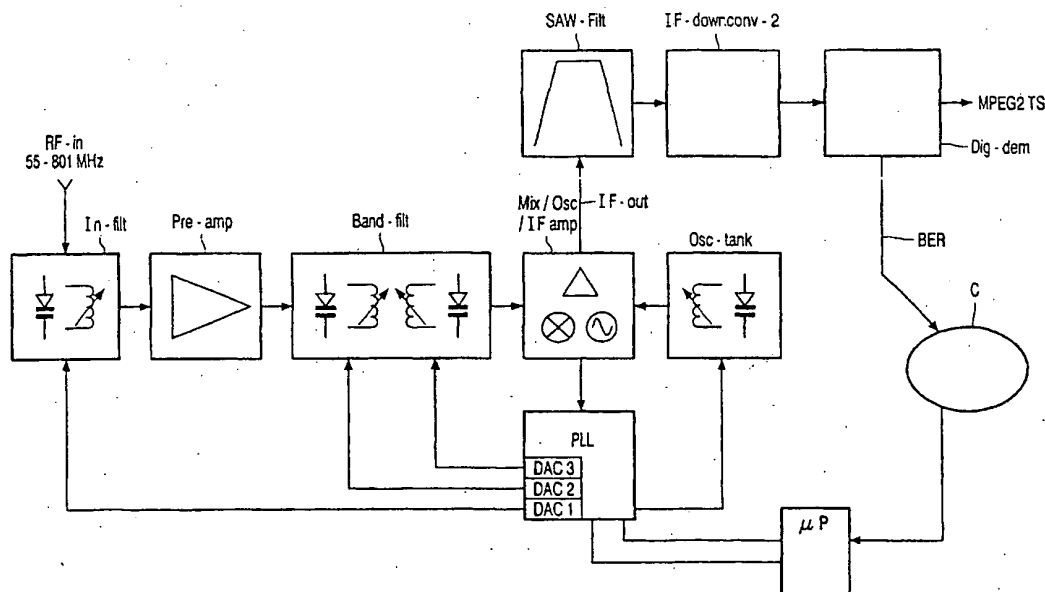 SAW - Filt
IF - downconv - 2
MPEG2 TS
Dig - dem
RF - in
55 - 801 MHz
In - filt
Pre - amp
Band - filt
Mix / Osc
/ IF amp
IF - out
Osc - tank
BER
C
PLL
DAC 3
DAC 2
DAC 1
μP